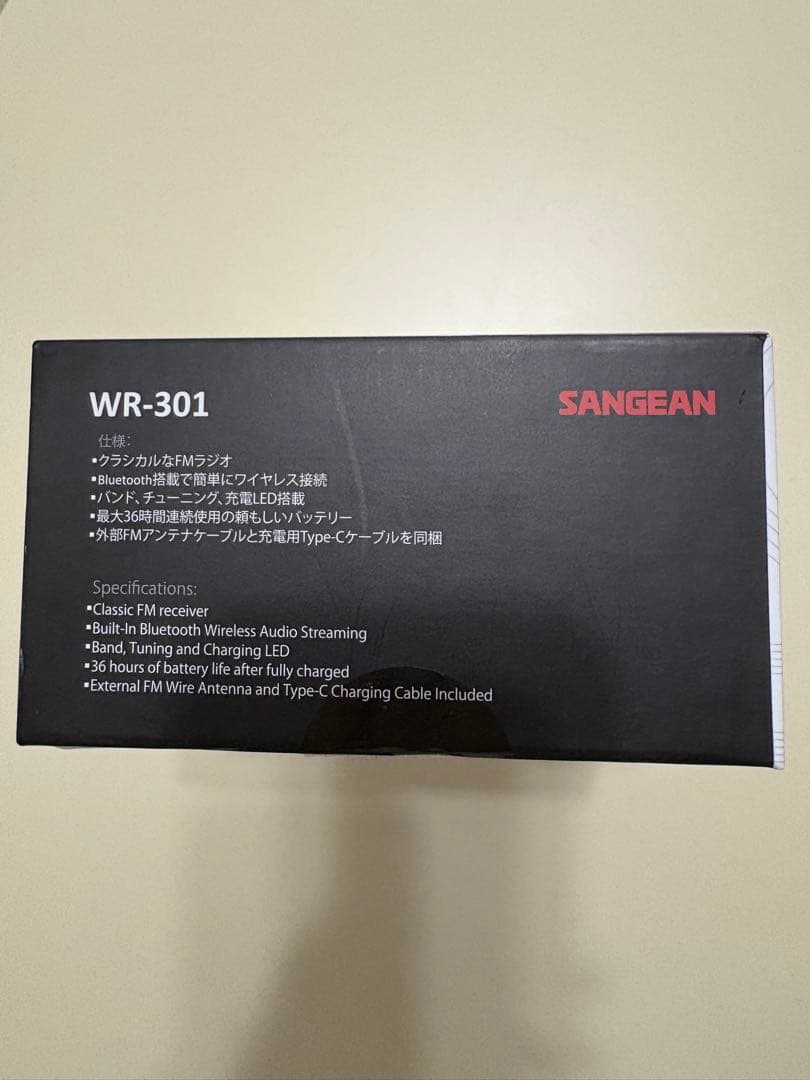 WR-301
SANGEAN
仕様:
▪クラシカルなFMラジオ
▪Bluetooth搭載で簡単にワイヤレス接続
▪バンド、チューニング、充電LED搭載
▪最大36時間連続使用の頼もしいバッテリー
▪外部FMアンテナケーブルと充電用Type-Cケーブルを同梱
Specifications:
▪Classic FM receiver
▪Built-In Bluetooth Wireless Audio Streaming
▪Band, Tuning and Charging LED
▪36 hours of battery life after fully charged
▪External FM Wire Antenna and Type-C Charging Cable Included